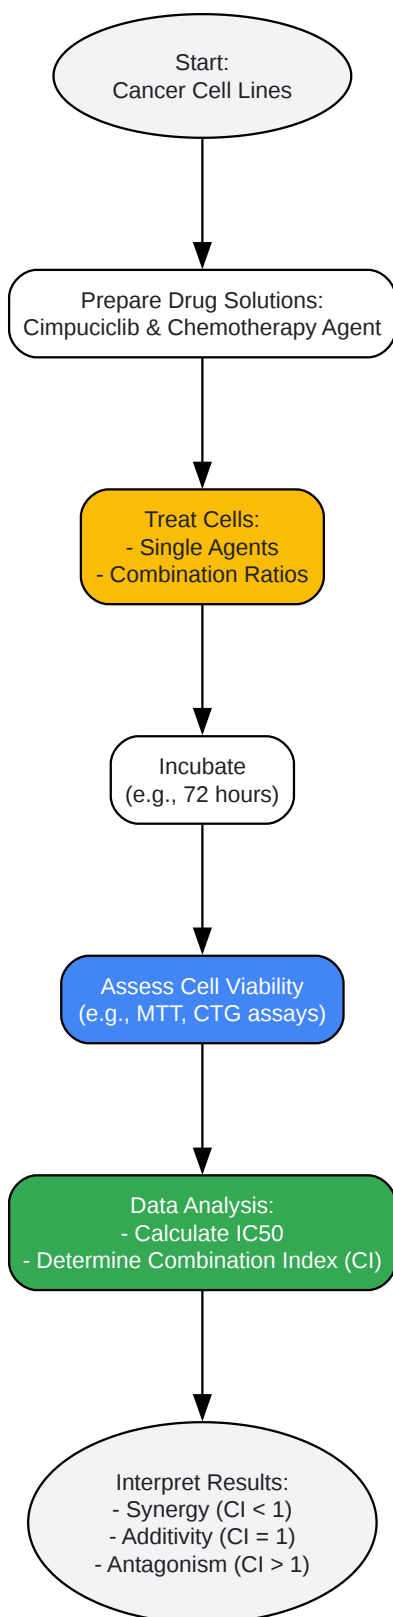 Start:
Cancer Cell Lines
Prepare Drug Solutions:
Cimpuciclib & Chemotherapy Agent
Treat Cells:
- Single Agents
- Combination Ratios
Incubate
(e.g., 72 hours)
Assess Cell Viability
(e.g., MTT, CTG assays)
Data Analysis:
- Calculate IC50
- Determine Combination Index (CI)
Interpret Results:
- Synergy (CI < 1)
- Additivity (CI = 1)
- Antagonism (CI > 1)